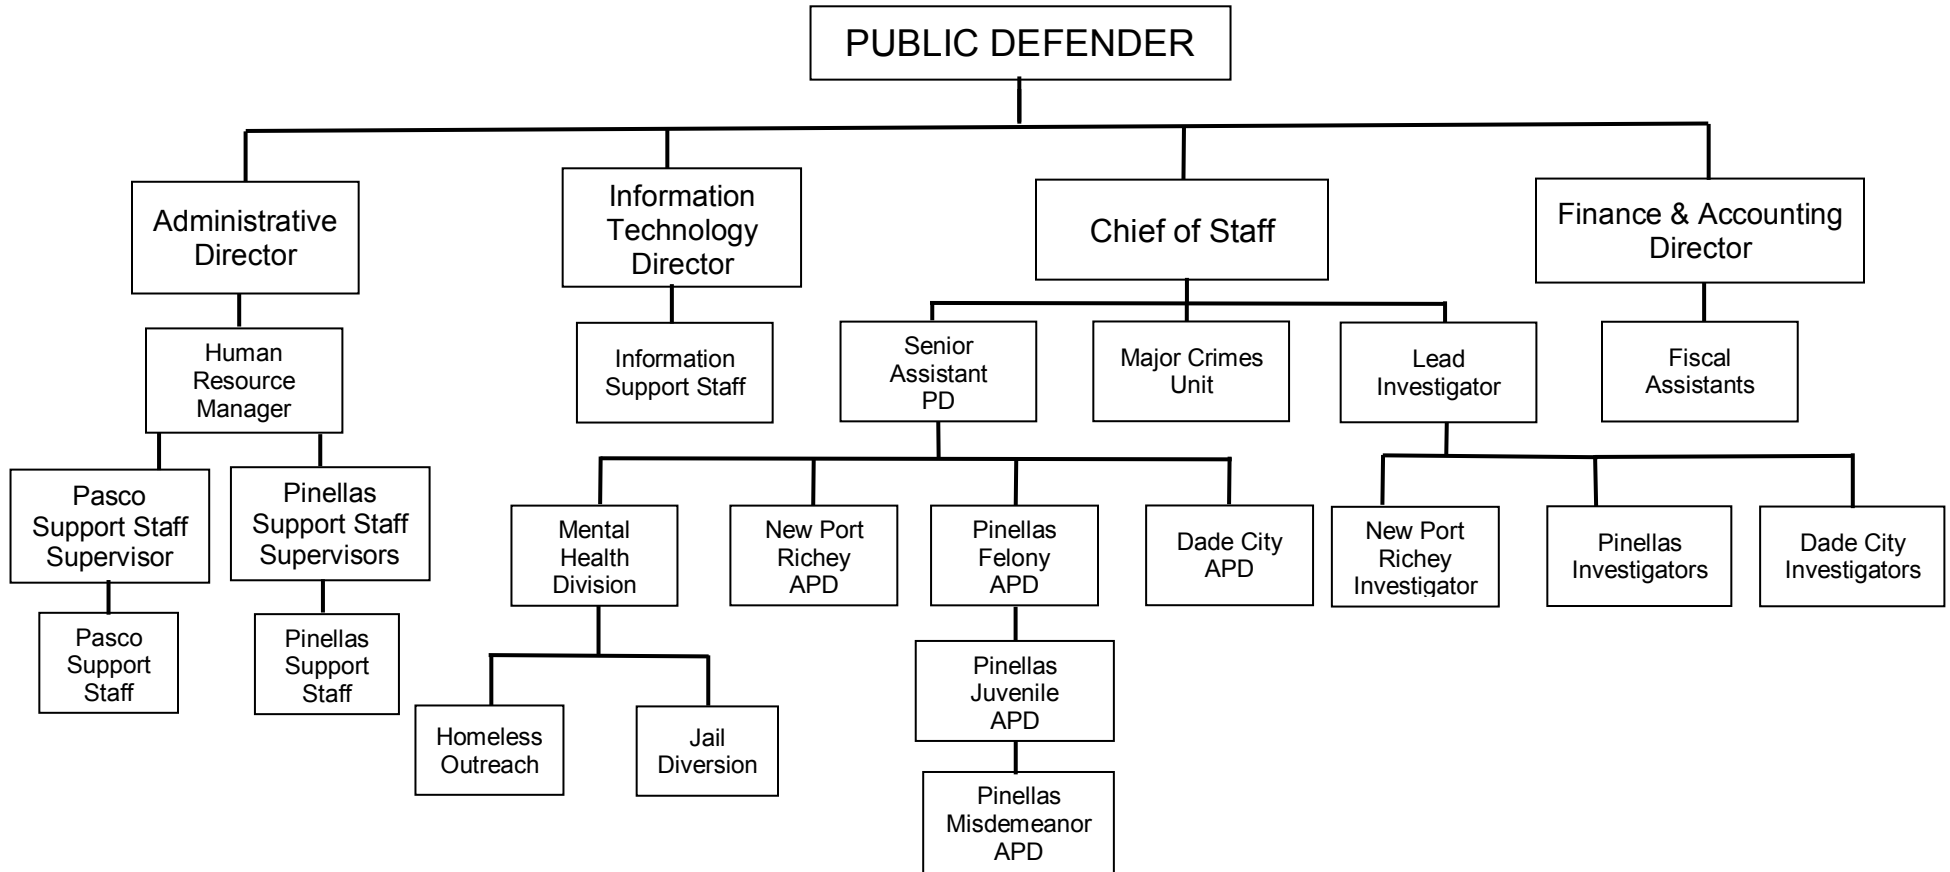 PUBLIC DEFENDER
Administrative
Director
Information
Technology
Director
Chief of Staff
Finance & Accounting
Director
Human
Resource
Manager
Information
Support Staff
Senior
Assistant
PD
Major Crimes
Unit
Lead
Investigator
Fiscal
Assistants
Pasco
Support Staff
Supervisor
Pinellas
Support Staff
Supervisors
Mental
Health
Division
New Port
Richey
APD
Pinellas
Felony
APD
Dade City
APD
New Port
Richey
Investigator
Pinellas
Investigators
Dade City
Investigators
Pasco
Support
Staff
Pinellas
Support
Staff
Homeless
Outreach
Jail
Diversion
Pinellas
Juvenile
APD
Pinellas
Misdemeanor
APD